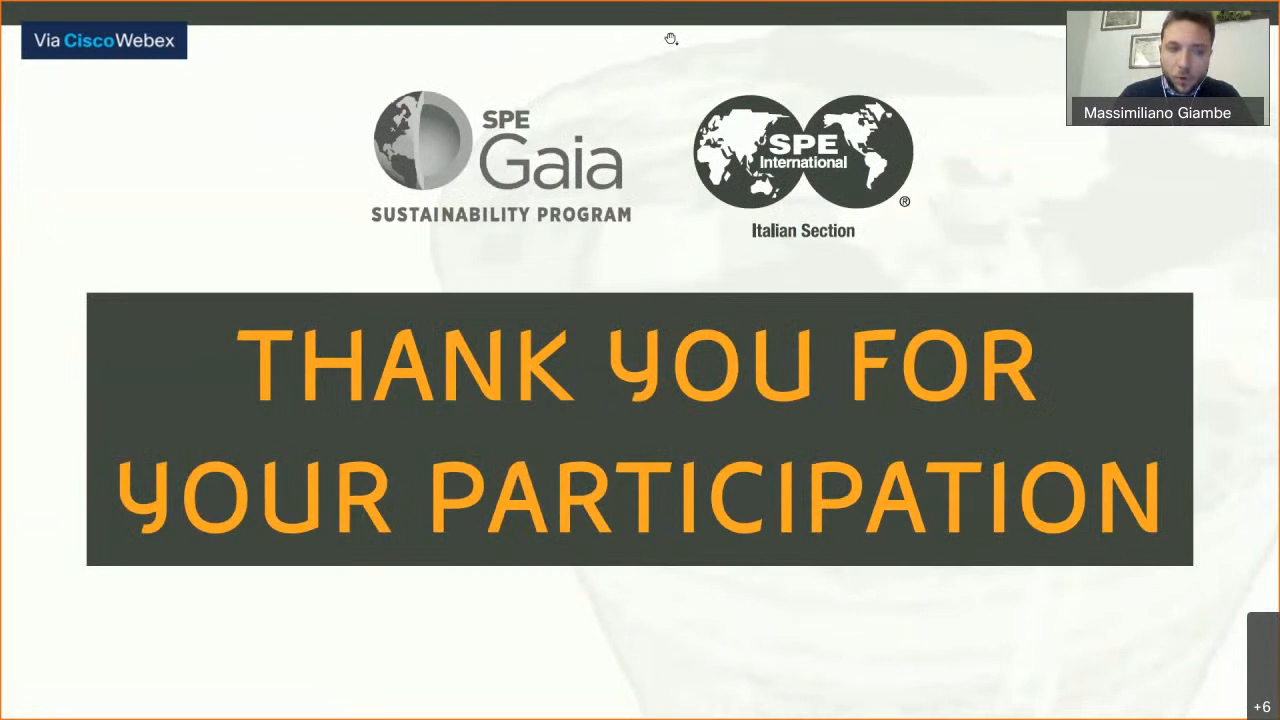 Via CiscoWebex
Massimiliano Giambe
SPE
Gaia
SUSTAINABILITY PROGRAM
SPE
International
®
Italian Section
THANK YOU FOR
YOUR PARTICIPATION
+6